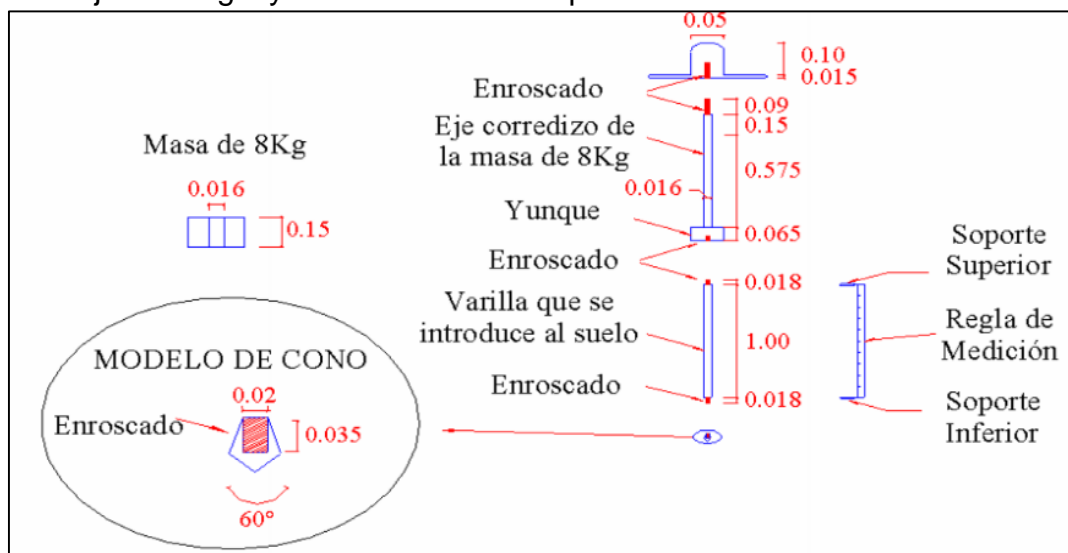 Masa de 8Kg
0.016
0.15
MODELO DE CONO
0.02
Enroscado
0.035
60°
0.05
0.10
0.015
Enroscado
0.09
Eje corredizo de
la masa de 8Kg
0.15
0.575
0.016
Yunque
0.065
Enroscado
0.018
Varilla que se
introduce al suelo
1.00
Enroscado
0.018
Soporte
Superior
Regla de
Medición
Soporte
Inferior